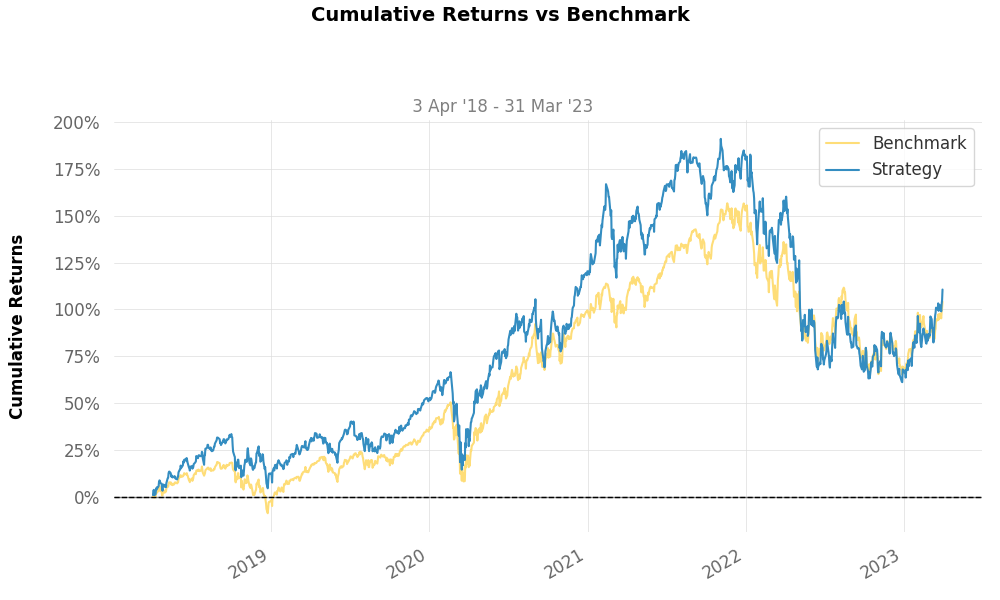 Cumulative Returns vs Benchmark
3 Apr '18 - 31 Mar '23
Cumulative Returns
200%
175%
150%
125%
100%
75%
50%
25%
0%
Benchmark
Strategy
2019
2020
2021
2022
2023